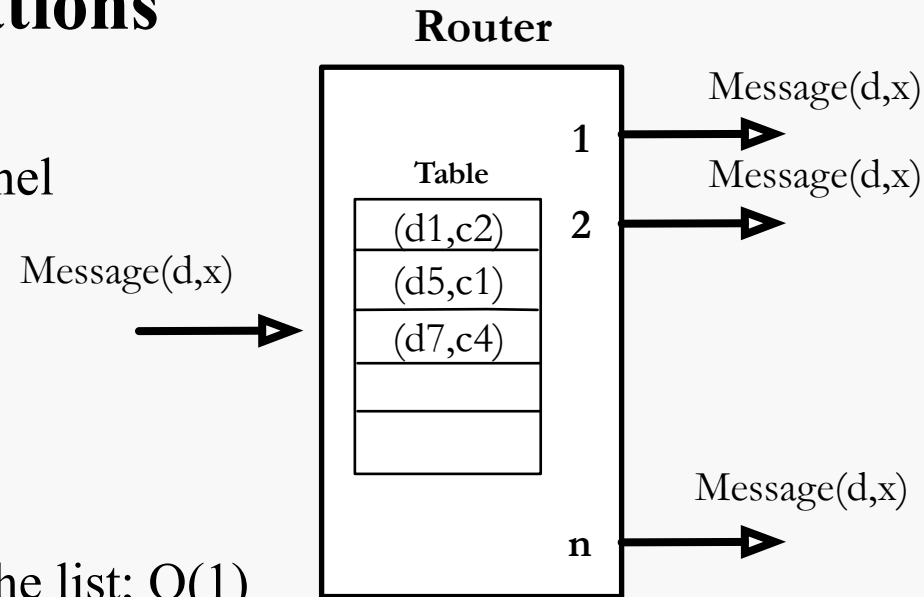 ations
Router
nel
Message(d,x)
1
Table
Message(d,x)
2
(d1,c2)
Message(d,x)
(d5,c1)
(d7,c4)
Message(d,x)
n
he list: O(1)